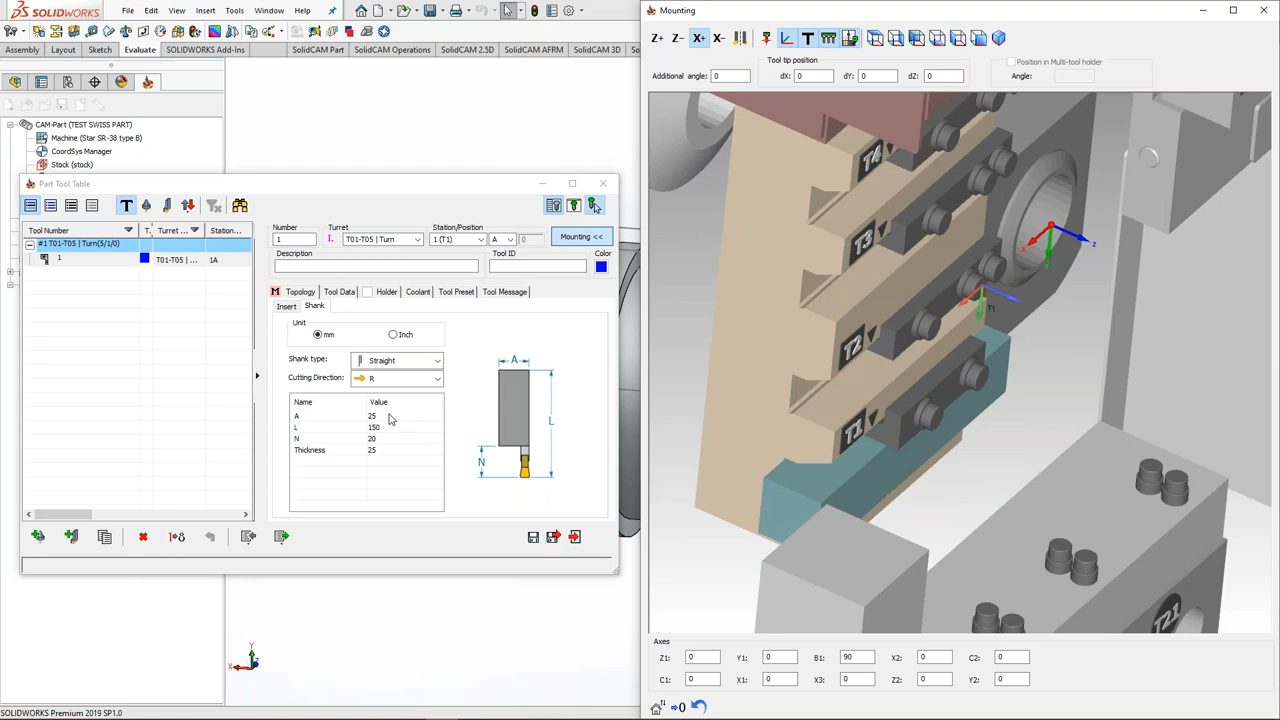 SOLIDWORKS
File
Edit
View
Insert
Tools
Window
Help
Evaluate
Assembly
Layout
Sketch
Evaluate
SOLIDWORKS Add-Ins
SolidCAM Part
SolidCAM Operations
SolidCAM 2.5D
SolidCAM AFRM
SolidCAM 3D
CAM-Part (TEST SWISS PART)
Machine (Star SR-38 type B)
CoordSys Manager
Stock (stock)
Part Tool Table
Tool Number
T.
Turret ...
Station...
#1 T01-T05 | Turn(5/1/0)
1
T01-T05 | ...
1A
Number
Turret
Station/Position
1
T01-T05 | Turn
1 (T1)
A
0
Mounting <<
Description
Tool ID
Color
Topology
Tool Data
Holder
Coolant
Tool Preset
Tool Message
Insert
Shank
Unit
mm
Inch
Shank type:
Straight
Cutting Direction:
R
Name
Value
A
25
L
150
N
20
Thickness
25
A
L
N
Y
X
SOLIDWORKS Premium 2019 SP1.0
Mounting
Z+
Z-
X+
X-
Additional angle:
0
Tool tip position
dX:
0
dY:
0
dZ:
0
Position in Multi-tool holder
Angle:
T4
T3
T2
T1
x
z
T1
T21
Axes
Z1:
0
Y1:
0
B1:
90
X2:
0
C2:
0
C1:
0
X1:
0
X3:
0
Z2:
0
Y2:
0